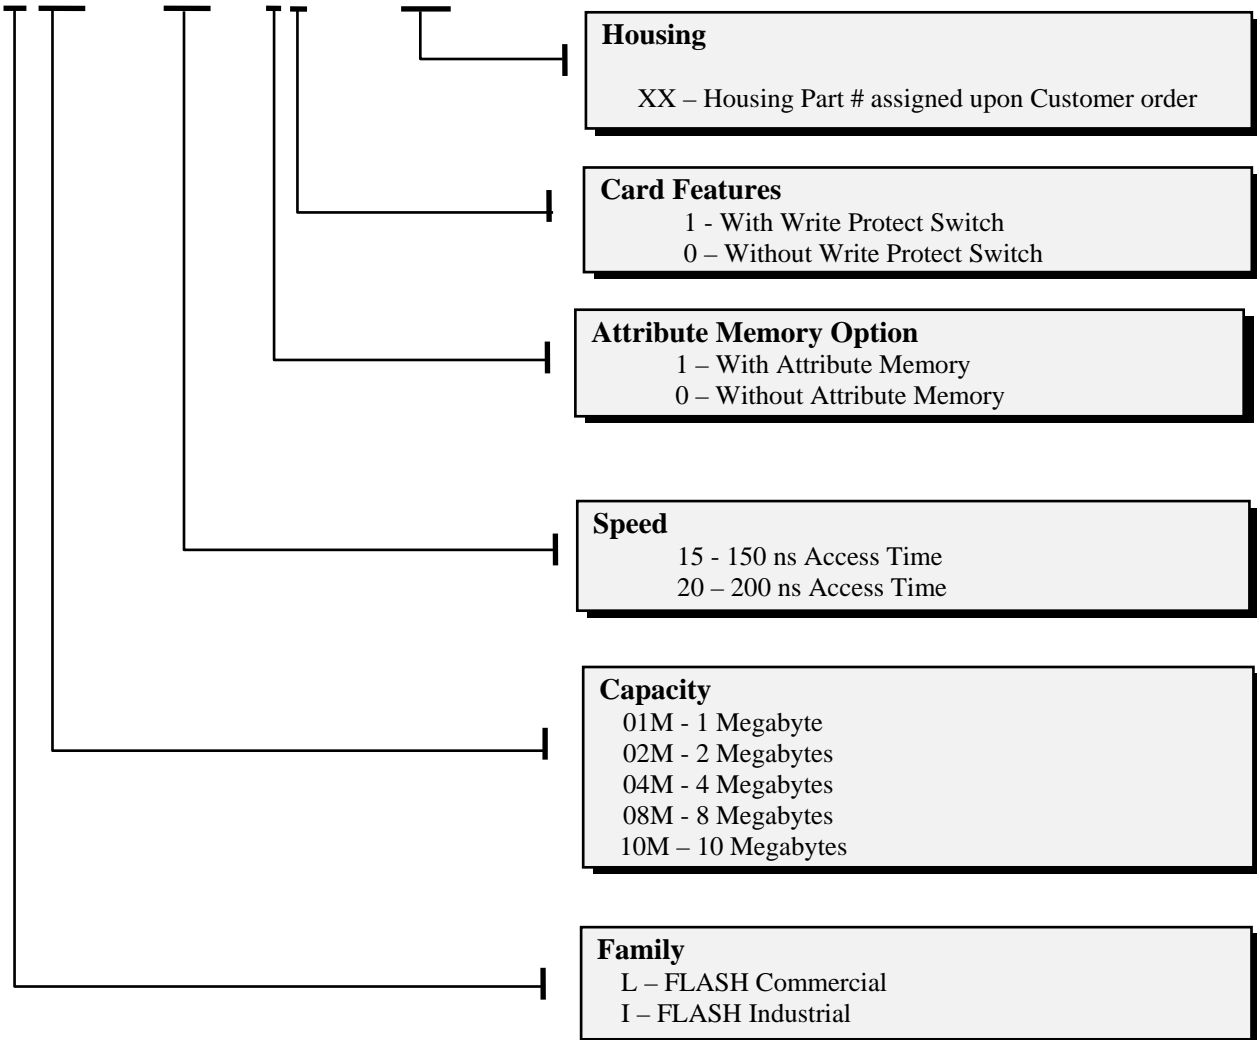 Housing
XX – Housing Part # assigned upon Customer order
Card Features
1 - With Write Protect Switch
0 – Without Write Protect Switch
Attribute Memory Option
1 – With Attribute Memory
0 – Without Attribute Memory
Speed
15 - 150 ns Access Time
20 – 200 ns Access Time
Capacity
01M - 1 Megabyte
02M - 2 Megabytes
04M - 4 Megabytes
08M - 8 Megabytes
10M – 10 Megabytes
Family
L – FLASH Commercial
I – FLASH Industrial